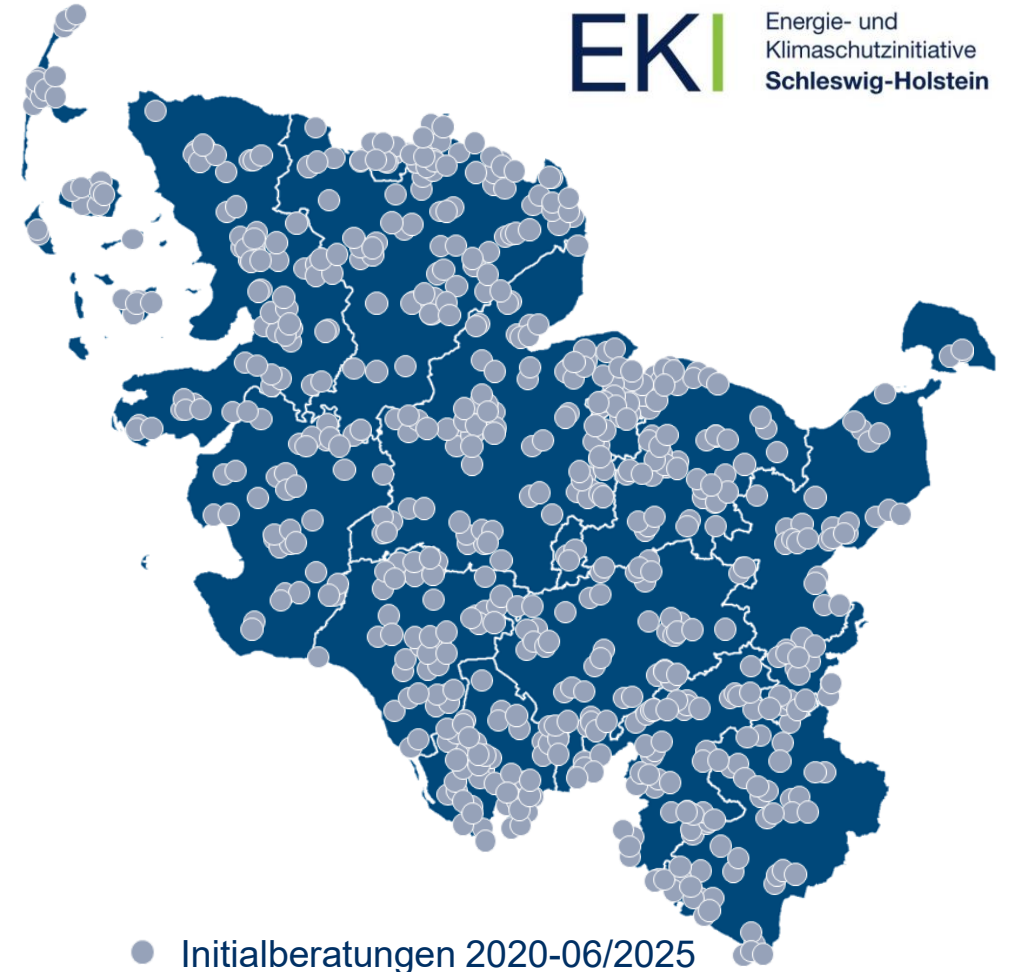 EKI
Energie- und
Klimaschutzinitiative
Schleswig-Holstein
Initialberatungen 2020-06/2025